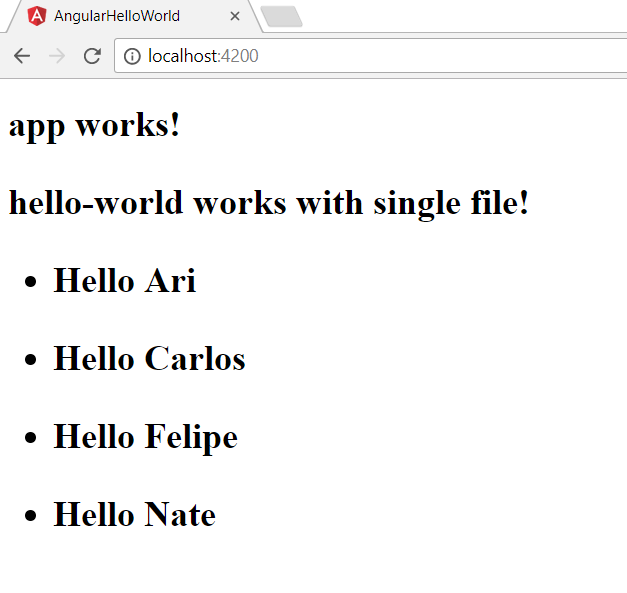 AngularHelloWorld
localhost:4200
app works!
hello-world works with single file!
Hello Ari
Hello Carlos
Hello Felipe
Hello Nate